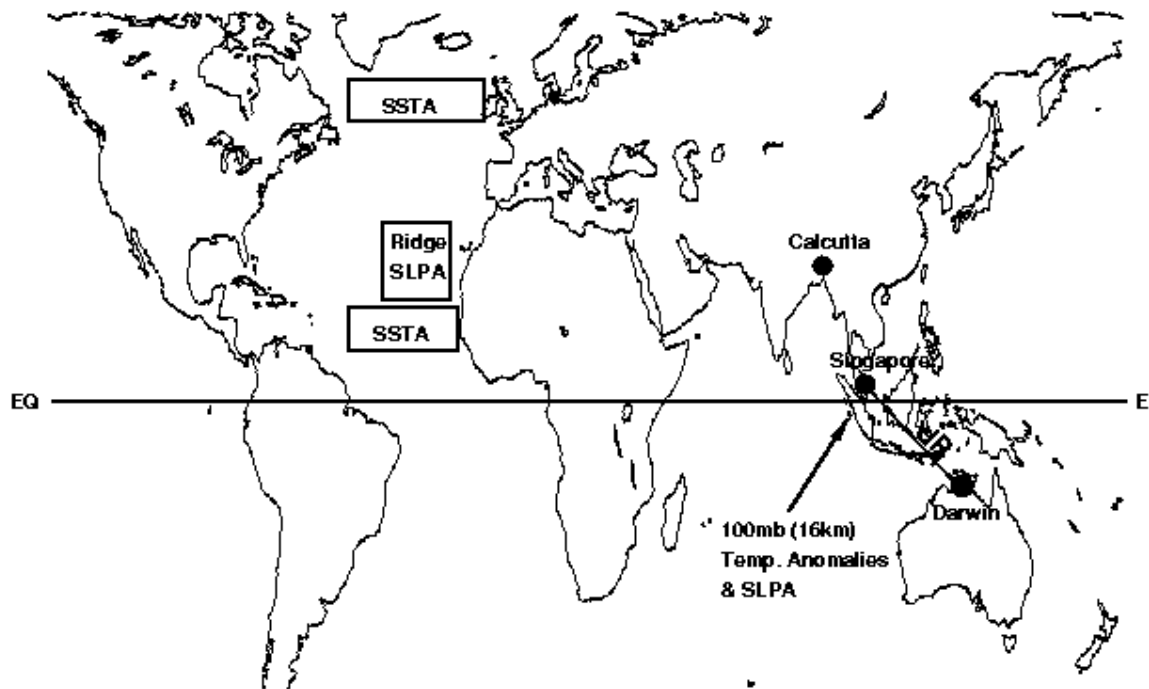 SSTA
Ridge
SLPA
Calcutta
SSTA
Singapore
EQ
E
Darwin
100mb (16km)
Temp. Anomalies
& SLPA